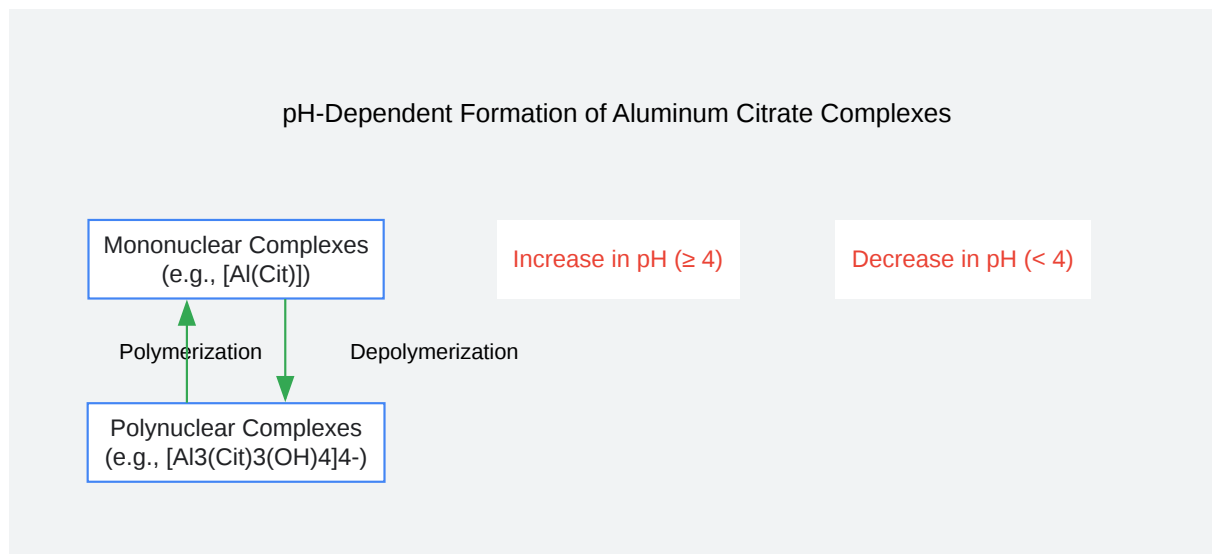 pH-Dependent Formation of Aluminum Citrate Complexes
Mononuclear Complexes
(e.g., [Al(Cit)])
Increase in pH (≥ 4)
Decrease in pH (< 4)
Polymerization
Depolymerization
Polynuclear Complexes
(e.g., [Al3(Cit)3(OH)4]4-)